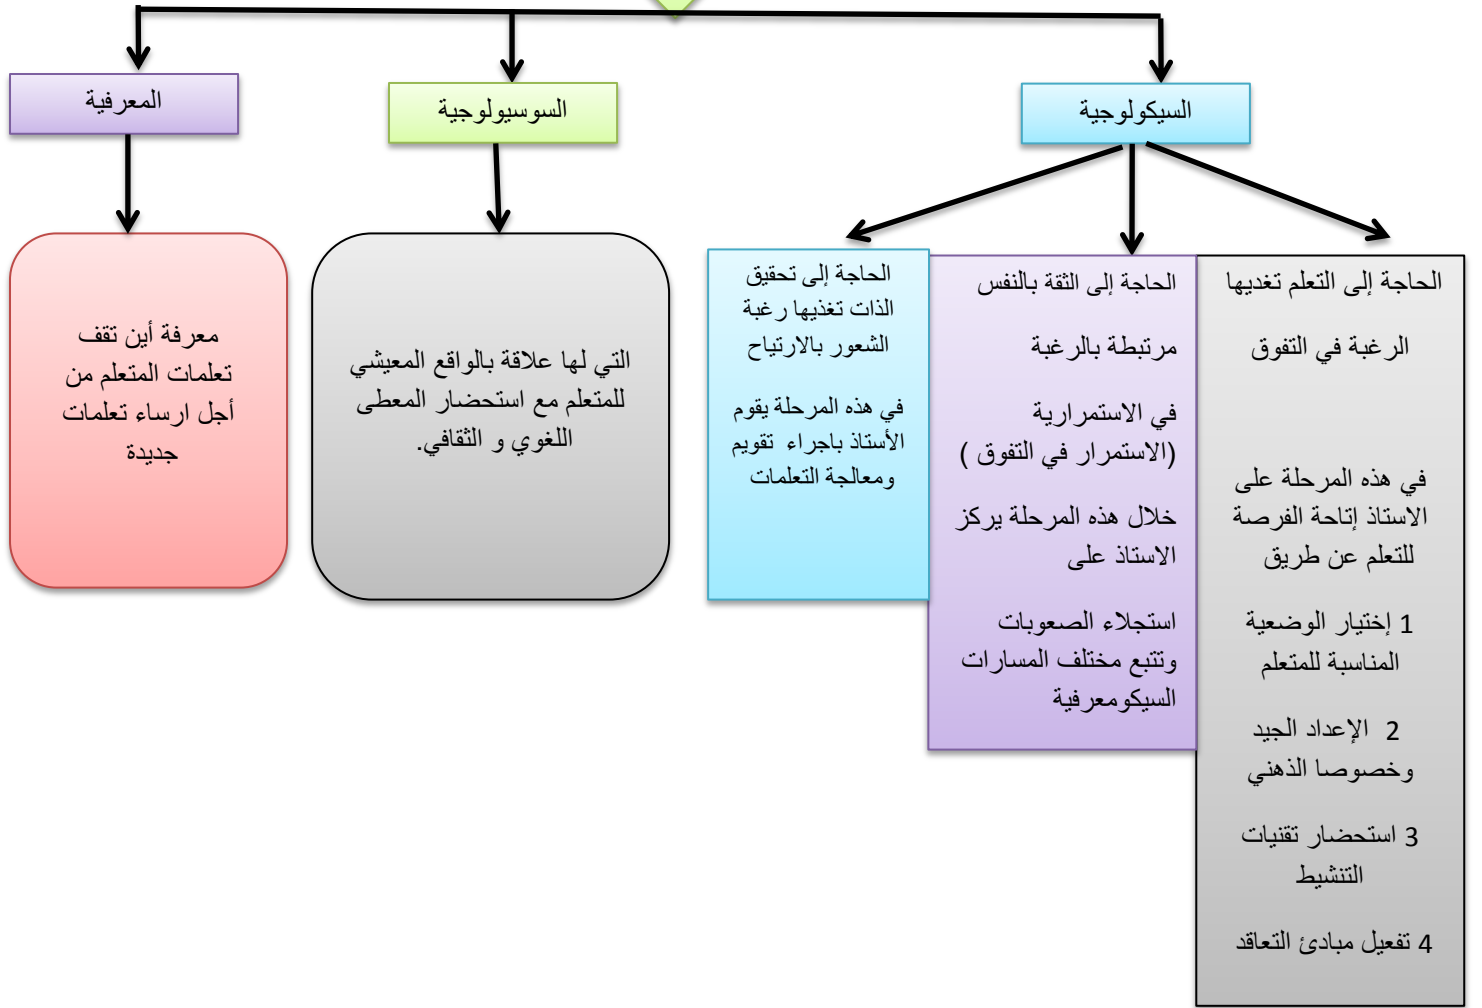 السيكولوجية
السوسيولوجية
المعرفية
الحاجة إلى التعلم تغديها
الرغبة في التفوق
في هذه المرحلة على
الاستاذ إتاحة الفرصة
للتعلم عن طريق
1 إختيار الوضعية
المناسبة للمتعلم
2 الإعداد الجيد
وخصوصا الذهني
3 استحضار تقنيات
التنشيط
4 تفعيل مبادئ التعاقد
الحاجة إلى الثقة بالنفس
مرتبطة بالرغبة
في الاستمرارية
(الاستمرار في التفوق )
خلال هذه المرحلة يركز
الاستاذ على
استجلاء الصعوبات
وتتبع مختلف المسارات
السيكومعرفية
الحاجة إلى تحقيق
الذات تغذيها رغبة
الشعور بالارتياح
في هذه المرحلة يقوم
الأستاذ باجراء تقويم
ومعالجة التعلمات
التي لها علاقة بالواقع المعيشي
للمتعلم مع استحضار المعطى
اللغوي و الثقافي.
معرفة أين تقف
تعلمات المتعلم من
أجل ارساء تعلمات
جديدة